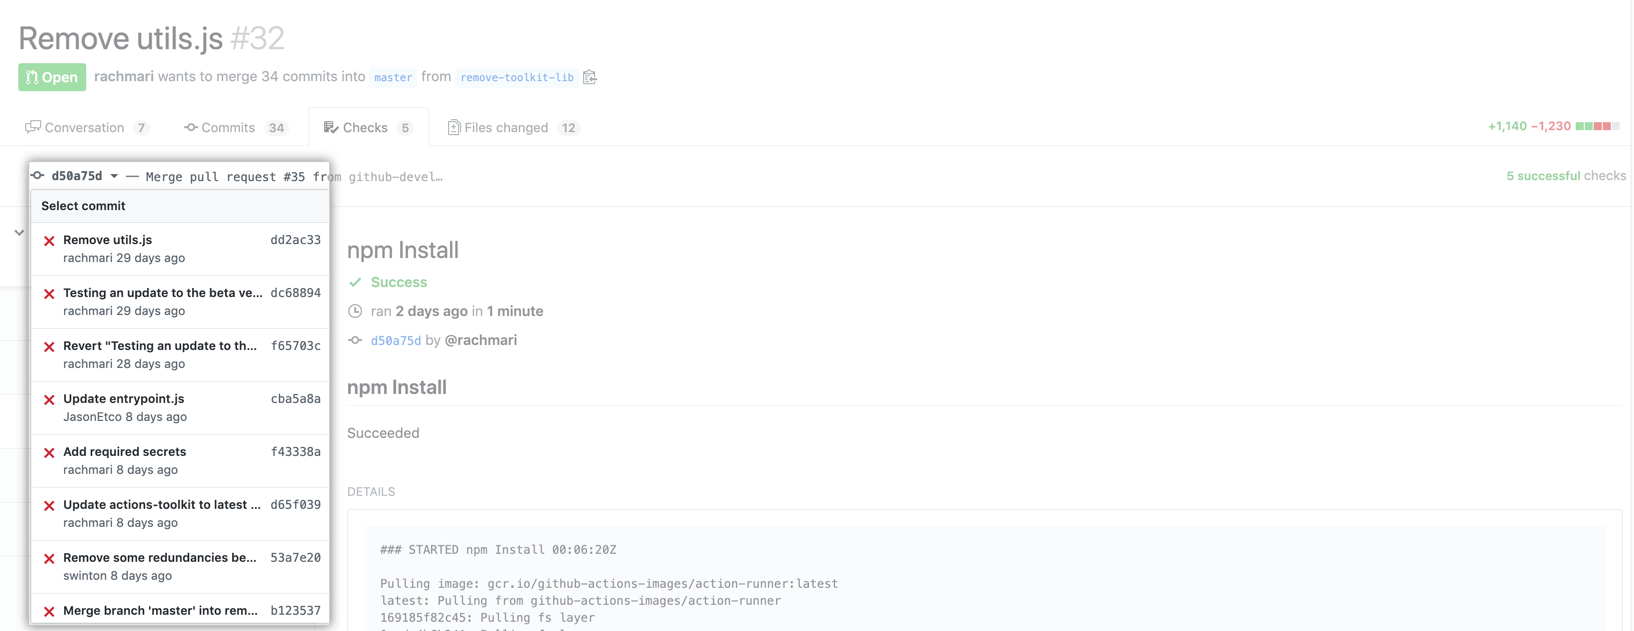 Remove utils.js #32
Open rachmari wants to merge 34 commits into master from remove-toolkit-lib
Conversation 7 Commits 34 Checks 5 Files changed 12 +1,140 −1,230
d50a75d — Merge pull request #35 from github-devel…
5 successful checks
Select commit
Remove utils.js dd2ac33
rachmari 29 days ago
Testing an update to the beta ve... dc68894
rachmari 29 days ago
Revert "Testing an update to th... f65703c
rachmari 28 days ago
Update entrypoint.js cba5a8a
JasonEtco 8 days ago
Add required secrets f43338a
rachmari 8 days ago
Update actions-toolkit to latest ... d65f039
rachmari 8 days ago
Remove some redundancies be... 53a7e20
swinton 8 days ago
Merge branch 'master' into rem... b123537
npm Install
Success
ran 2 days ago in 1 minute
d50a75d by @rachmari
npm Install
Succeeded
DETAILS
### STARTED npm Install 00:06:20Z
Pulling image: gcr.io/github-actions-images/action-runner:latest
latest: Pulling from github-actions-images/action-runner
169185f82c45: Pulling fs layer